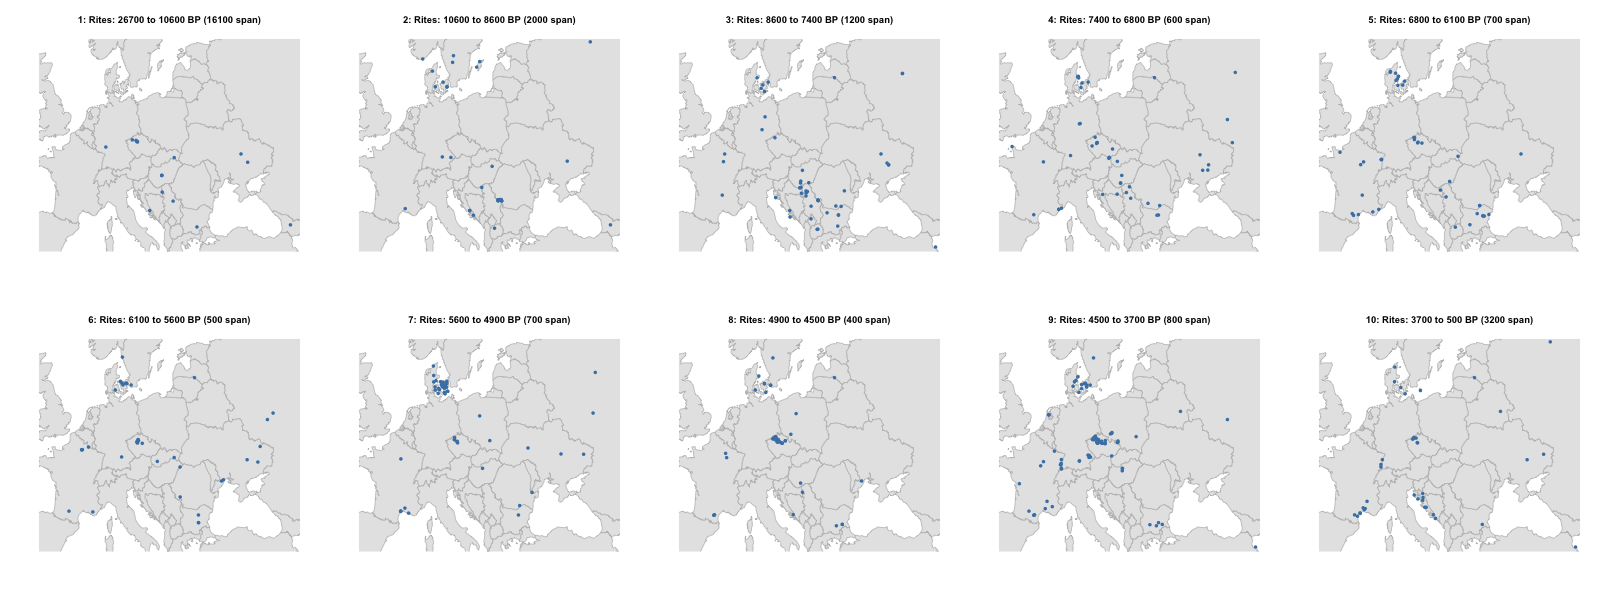 1: Rites: 26700 to 10600 BP (16100 span)
2: Rites: 10600 to 8600 BP (2000 span)
3: Rites: 8600 to 7400 BP (1200 span)
4: Rites: 7400 to 6800 BP (600 span)
5: Rites: 6800 to 6100 BP (700 span)
6: Rites: 6100 to 5600 BP (500 span)
7: Rites: 5600 to 4900 BP (700 span)
8: Rites: 4900 to 4500 BP (400 span)
9: Rites: 4500 to 3700 BP (800 span)
10: Rites: 3700 to 500 BP (3200 span)